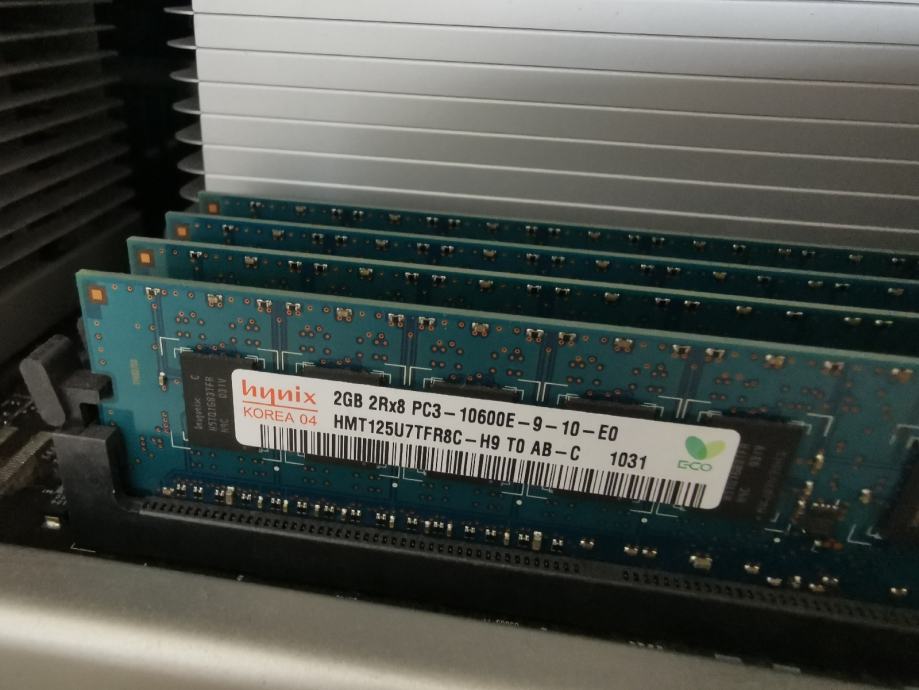 hynix
KOREA 04
2GB 2Rx8 PC3-10600E-9-10-E0
HMT125U7TFR8C-H9 T0 AB-C 1031
ECO